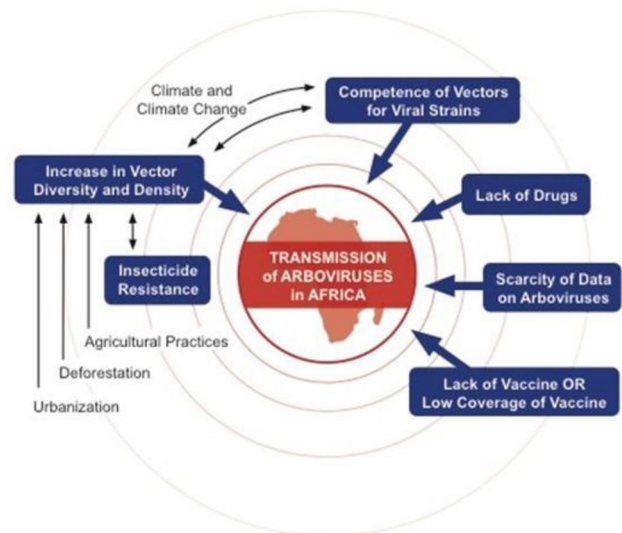 Climate and
Climate Change
Competence of Vectors
for Viral Strains
Increase in Vector
Diversity and Density
Lack of Drugs
TRANSMISSION
of ARBOVIRUSES
in AFRICA
Insecticide
Resistance
Scarcity of Data
on Arboviruses
Agricultural Practices
Deforestation
Urbanization
Lack of Vaccine OR
Low Coverage of Vaccine